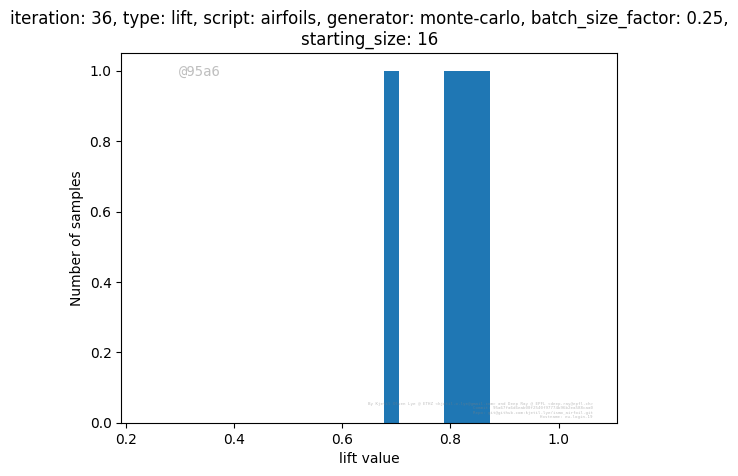 iteration: 36, type: lift, script: airfoils, generator: monte-carlo, batch_size_factor: 0.25,
starting_size: 16
@95a6
1.0
0.8
0.6
0.4
0.2
0.0
Number of samples
0.2 0.4 0.6 0.8 1.0
lift value